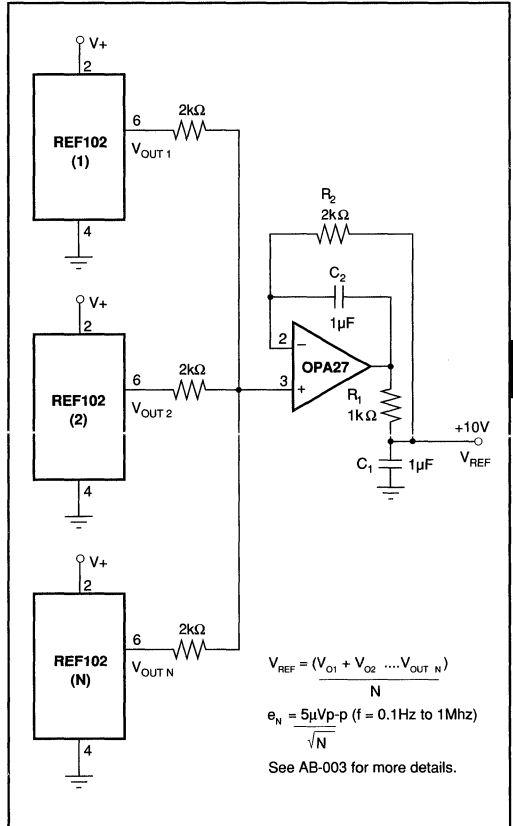 V+
2
REF102
(1)
6
2kΩ
V_OUT 1
4
V+
2
REF102
(2)
6
2kΩ
V_OUT 2
4
V+
2
REF102
(N)
6
2kΩ
V_OUT N
4
R₂
2kΩ
C₂
1µF
2
–
OPA27
3
+
R₁
1kΩ
+10V
V_REF
C₁
1µF
V_REF = (V_O1 + V_O2 ....V_OUT N)
N
e_N = 5µVp-p (f = 0.1Hz to 1Mhz)
√N
See AB-003 for more details.